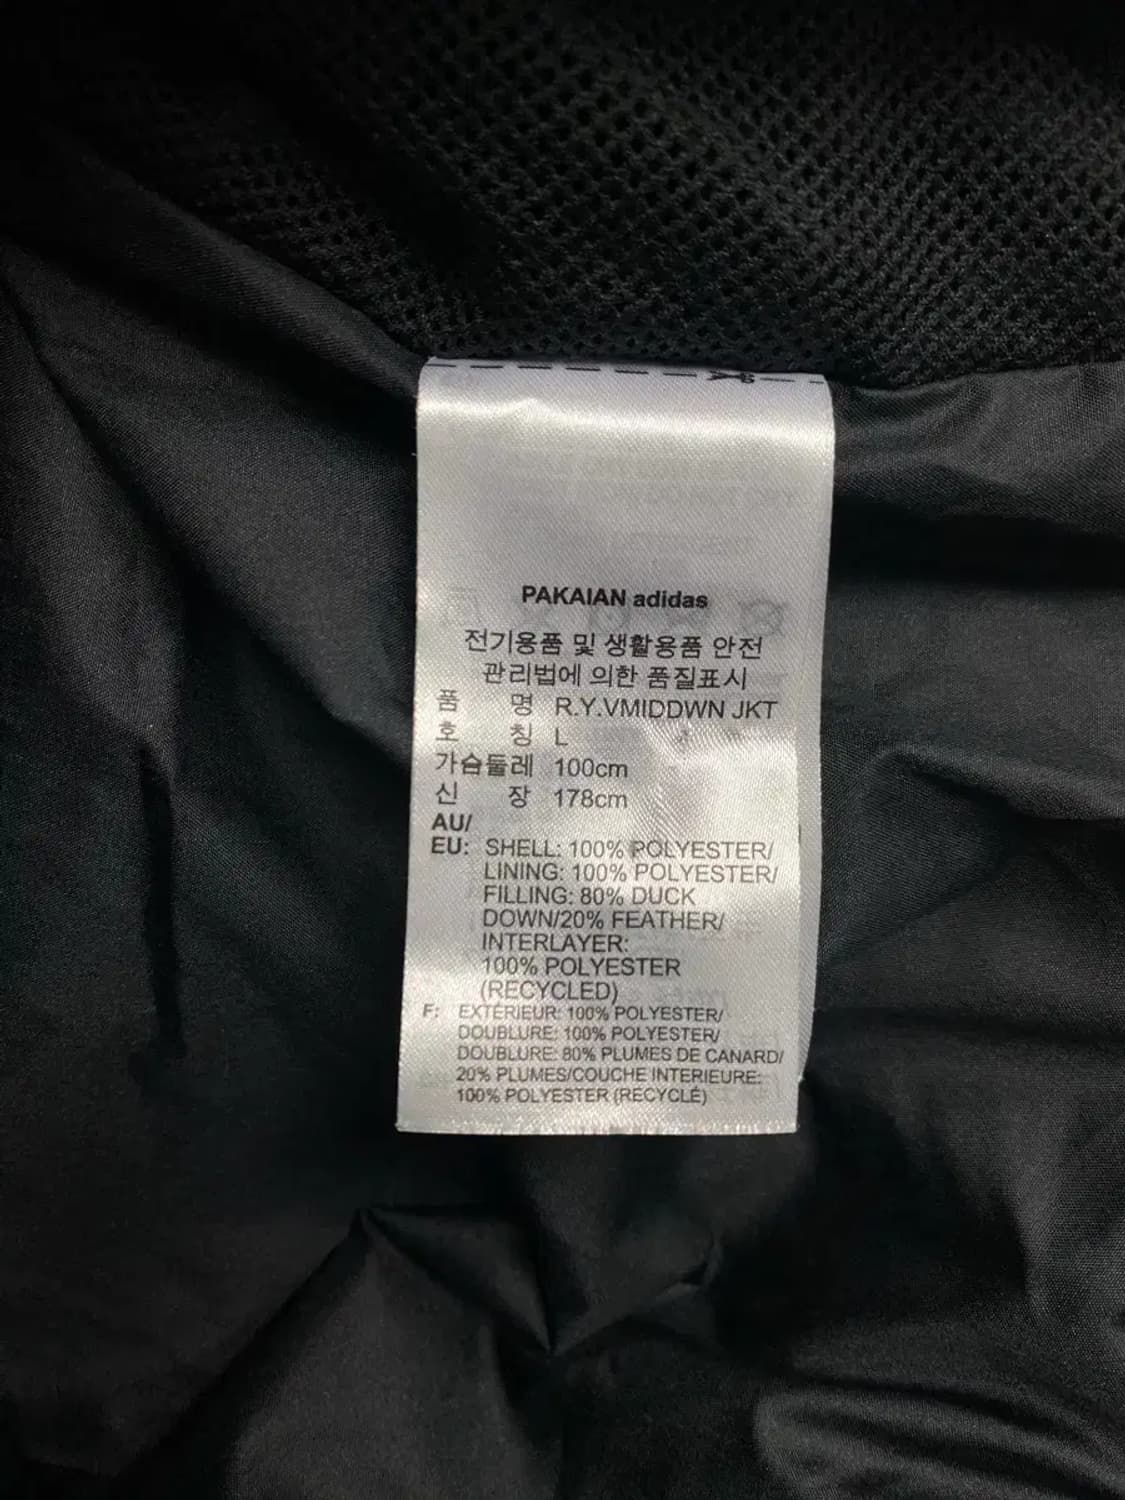 PAKAIAN adidas
전기용품 및 생활용품 안전
관리법에 의한 품질표시
품 명 R.Y.VMIDDWN JKT
호 칭 L
가슴둘레 100cm
신 장 178cm
AU/
EU: SHELL: 100% POLYESTER/
LINING: 100% POLYESTER/
FILLING: 80% DUCK
DOWN/20% FEATHER/
INTERLAYER:
100% POLYESTER
(RECYCLED)
F: EXTERIEUR: 100% POLYESTER/
DOUBLURE: 100% POLYESTER/
DOUBLURE: 80% PLUMES DE CANARD/
20% PLUMES/COUCHE INTERIEURE:
100% POLYESTER (RECYCLÉ)